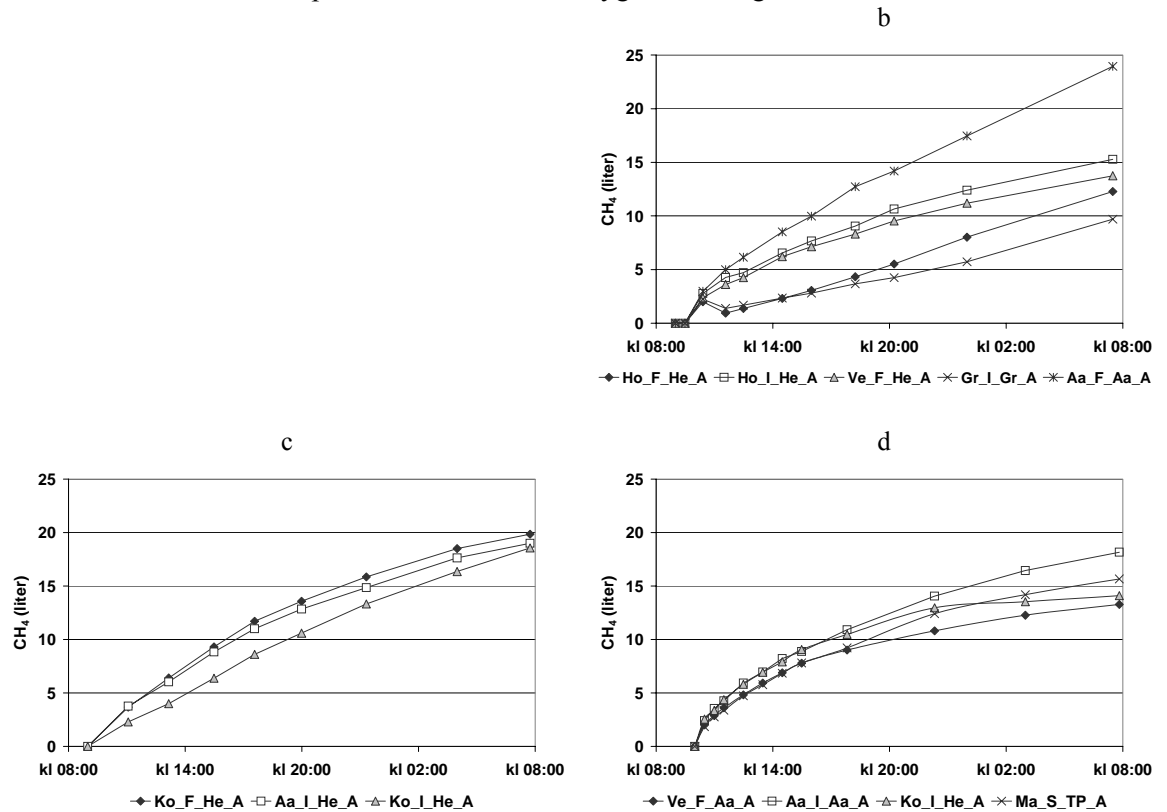 b
25
20
15
10
5
0
CH4 (liter)
kl 08:00 kl 14:00 kl 20:00 kl 02:00 kl 08:00
Ho_F_He_A Ho_I_He_A Ve_F_He_A Gr_I_Gr_A Aa_F_Aa_A
c
25
20
15
10
5
0
CH4 (liter)
kl 08:00 kl 14:00 kl 20:00 kl 02:00 kl 08:00
Ko_F_He_A Aa_I_He_A Ko_I_He_A
d
25
20
15
10
5
0
CH4 (liter)
kl 08:00 kl 14:00 kl 20:00 kl 02:00 kl 08:00
Ve_F_Aa_A Aa_I_Aa_A Ko_I_He_A Ma_S_TP_A